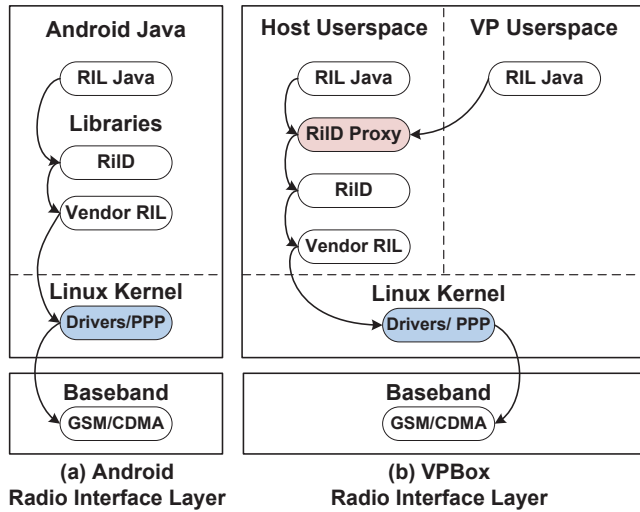 Android Java
RIL Java
Libraries
RilD
Vendor RIL
Linux Kernel
Drivers/PPP
Baseband
GSM/CDMA
(a) Android
Radio Interface Layer
Host Userspace
VP Userspace
RIL Java
RIL Java
RilD Proxy
RilD
Vendor RIL
Linux Kernel
Drivers/ PPP
Baseband
GSM/CDMA
(b) VPBox
Radio Interface Layer